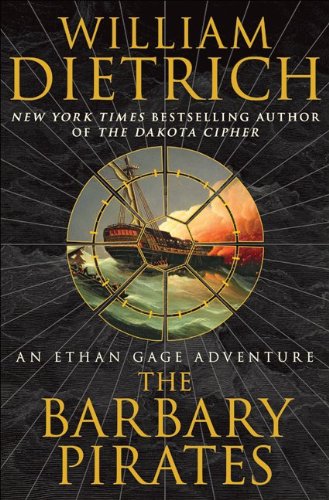 WILLIAM
DIETRICH
NEW YORK TIMES BESTSELLING AUTHOR
OF THE DAKOTA CIPHER
AN ETHAN GAGE ADVENTURE
THE
BARBARY
PIRATES